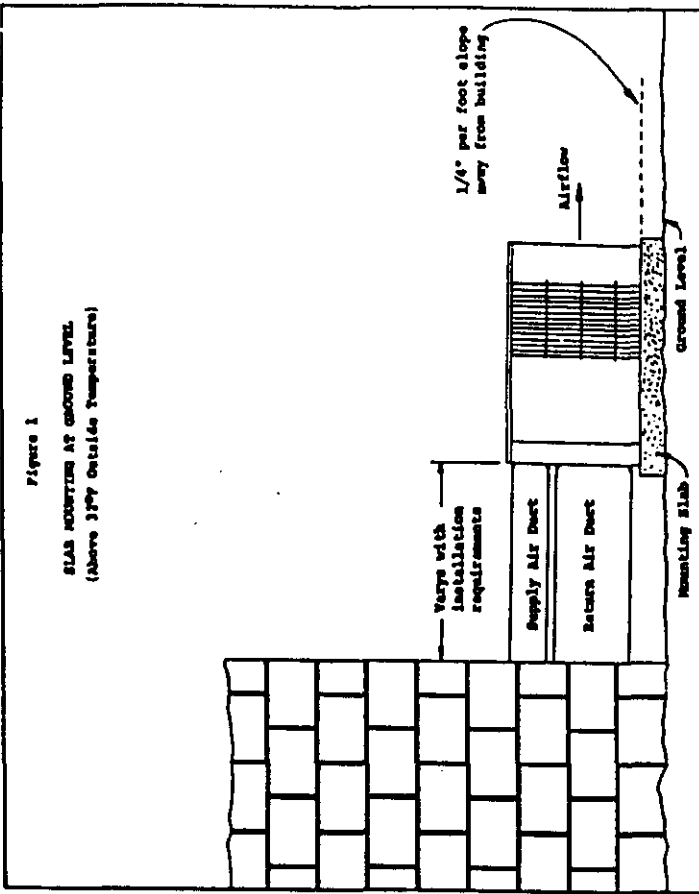 Figure 1
SLAB MOUNTING AT GROUND LEVEL
(Above 37°F Outside Temperature)
1/4" per foot slope
away from building
Airflow
Varys with
installation
requirements
Supply Air Duct
Return Air Duct
Mounting Slab
Ground Level